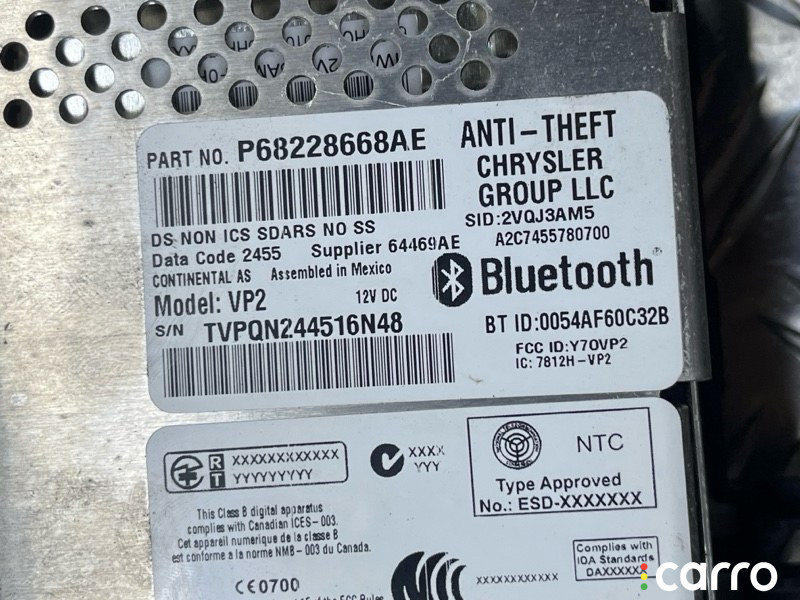 PART NO. P68228668AE
ANTI-THEFT
CHRYSLER
GROUP LLC
SID:2VQJ3AM5
A2C7455780700
DS NON ICS SDARS NO SS
Data Code 2455 Supplier 64469AE
CONTINENTAL AS Assembled in Mexico
Bluetooth
Model: VP2 12V DC
S/N TVPQN244516N48
BT ID:0054AF60C32B
FCC ID:Y7OVP2
IC: 7812H-VP2
R XXXXXXXXXXXX
T YYYYYYYYY
XXXX
YYY
NTC
Type Approved
No.: ESD-XXXXXXX
This Class B digital apparatus
complies with Canadian ICES-003.
Cet appareil numerique de la classe B
est conforme a la norme NMB-003 du Canada.
Complies with
IDA Standards
DAXXXXXX
CE0700
XXXXXXXXXXXX
carro